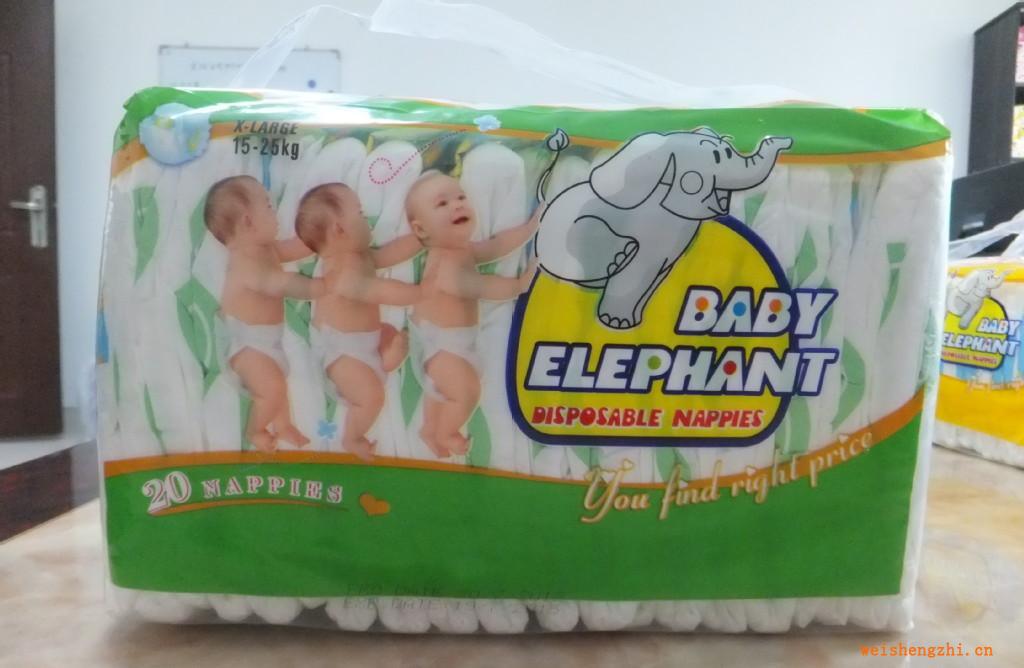 X-LARGE
15-25kg
BABY
ELEPHANT
DISPOSABLE NAPPIES
20 NAPPIES
You find right price
BABY
ELEPHANT
DISPOSABLE NAPPIES
weishengzhi.cn